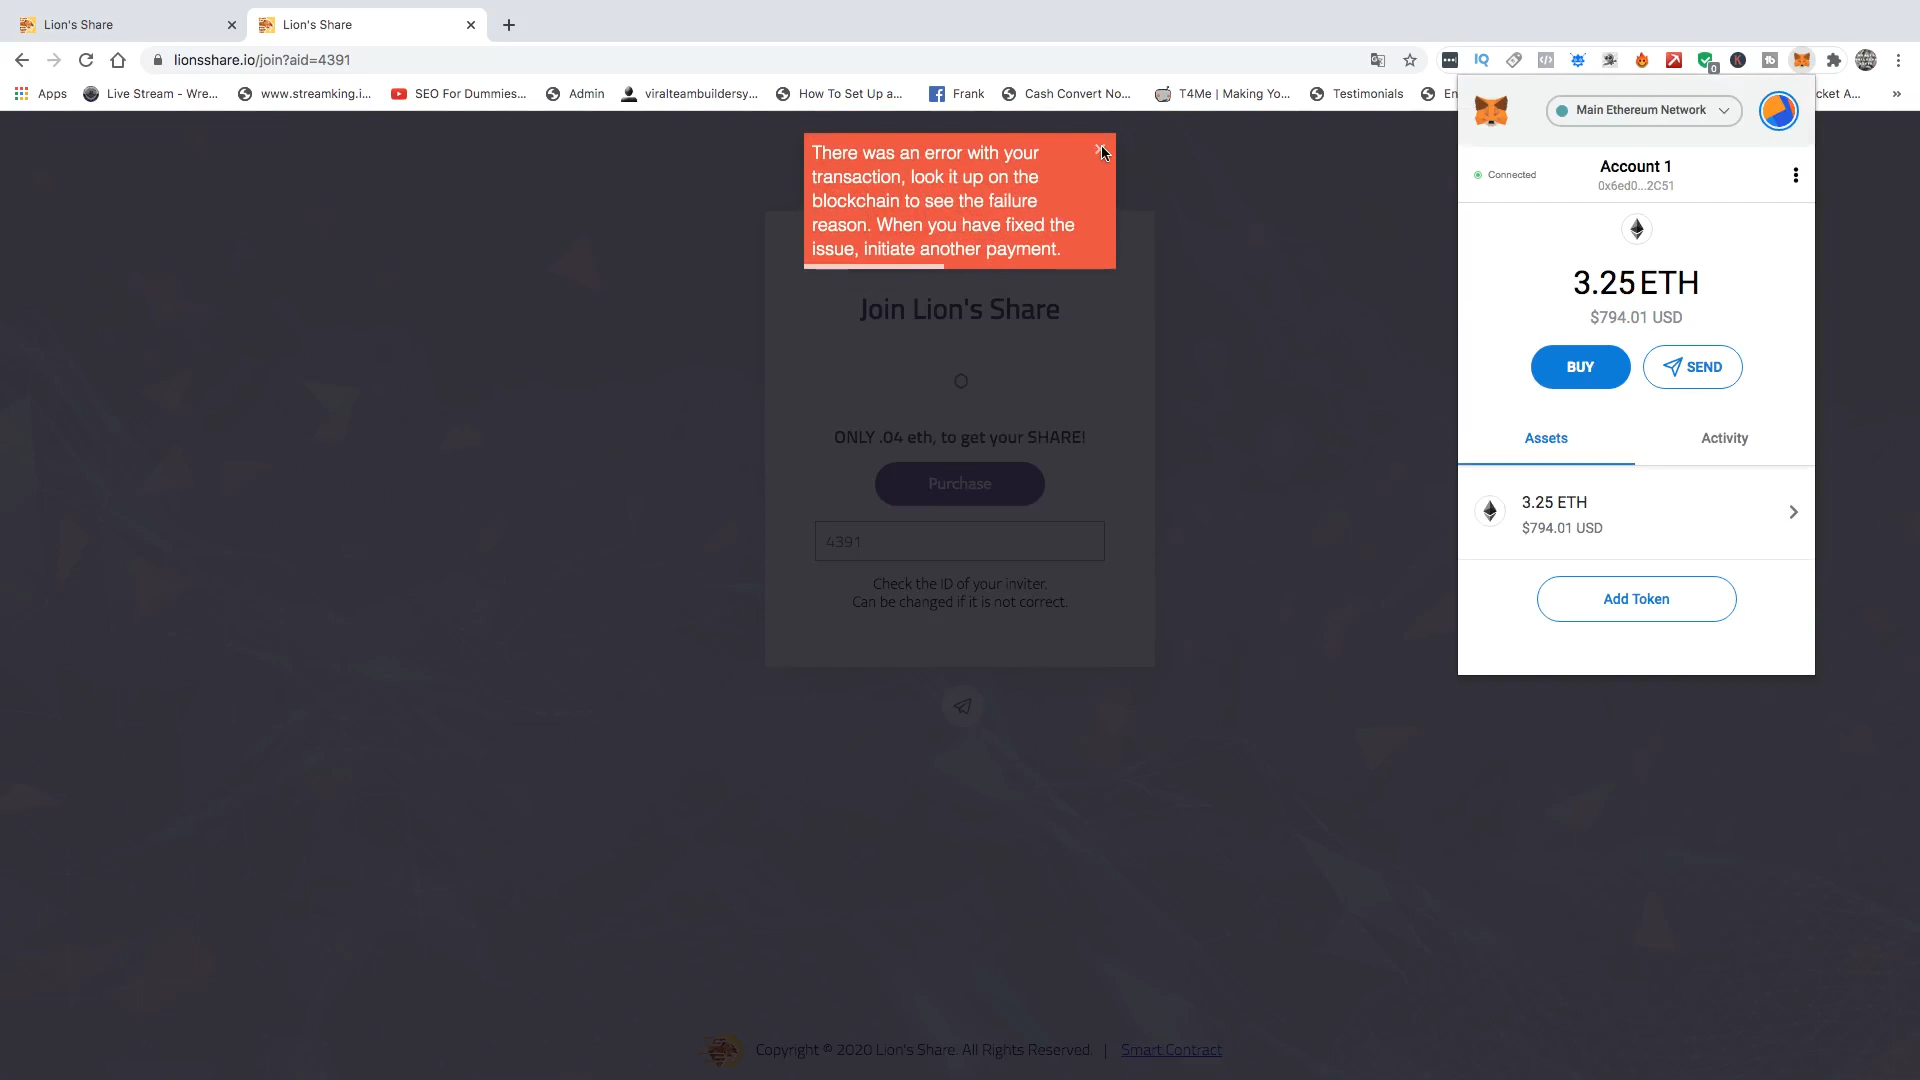 Lion's Share
Lion's Share
lionsshare.io/join?aid=4391
Apps
Live Stream - Wre...
www.streamking.i...
SEO For Dummies...
Admin
viralteambuildersy...
How To Set Up a...
Frank
Cash Convert No...
T4Me | Making Yo...
Testimonials
En
cket A...
»
IQ
0
K
tb
There was an error with your
transaction, look it up on the
blockchain to see the failure
reason. When you have fixed the
issue, initiate another payment.
Join Lion's Share
ONLY .04 eth, to get your SHARE!
Purchase
4391
Check the ID of your inviter.
Can be changed if it is not correct.
Copyright © 2020 Lion's Share. All Rights Reserved. | Smart Contract
Main Ethereum Network
Connected
Account 1
0x6ed0...2C51
3.25 ETH
$794.01 USD
BUY
SEND
Assets
Activity
3.25 ETH
$794.01 USD
Add Token